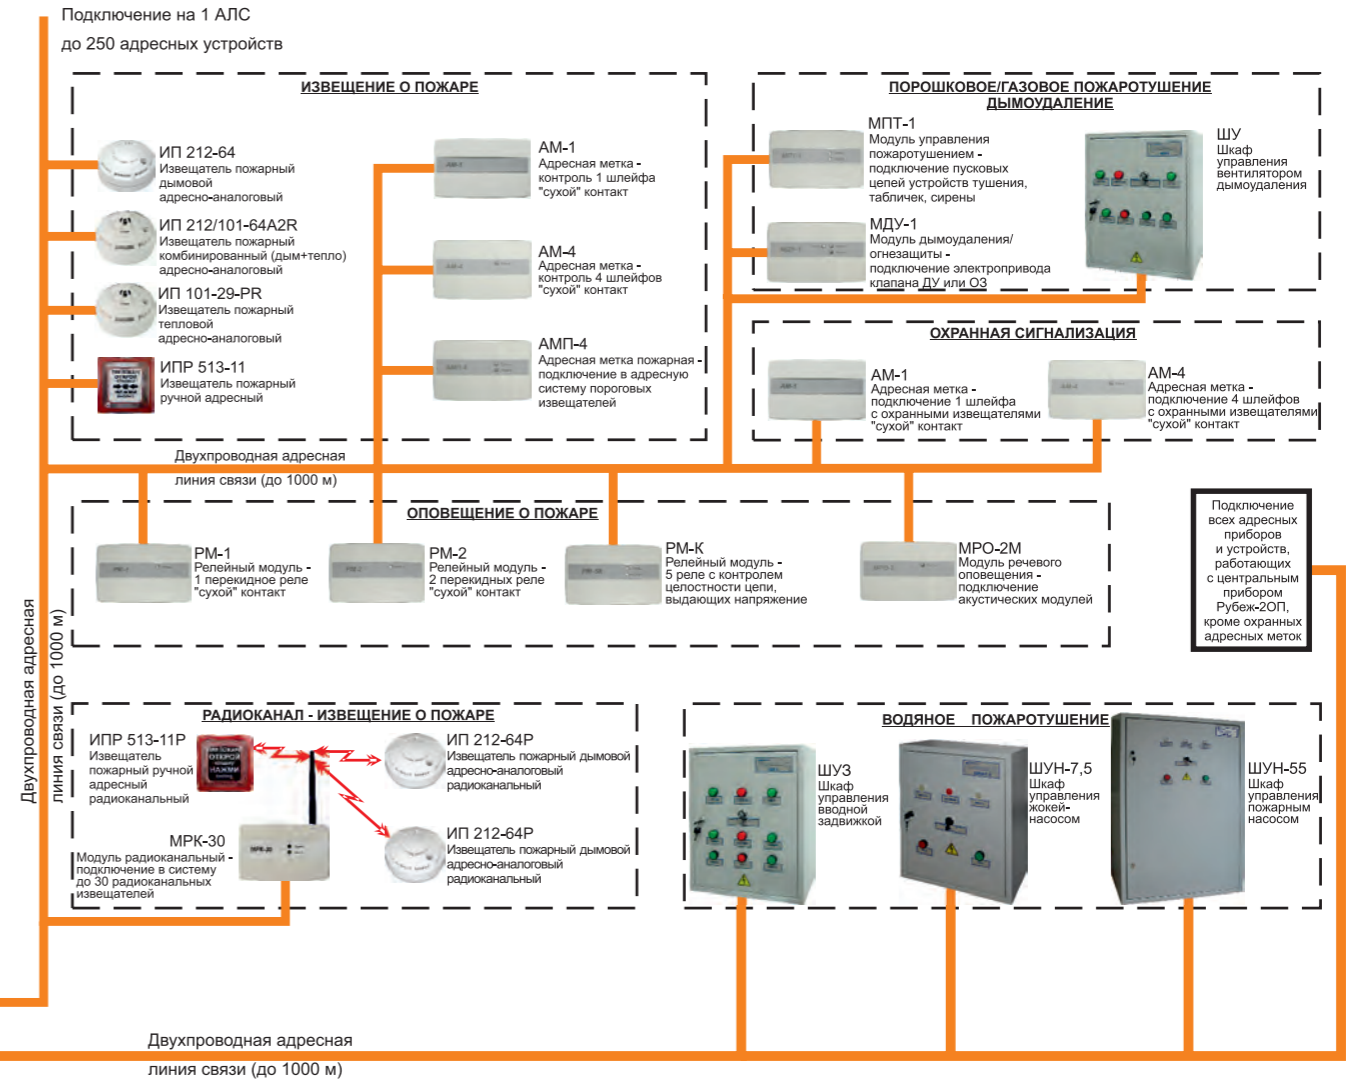 Подключение на 1 АЛС
до 250 адресных устройств
ИЗВЕЩЕНИЕ О ПОЖАРЕ
ИП 212-64
Извещатель пожарный
дымовой
адресно-аналоговый
ИП 212/101-64А2R
Извещатель пожарный
комбинированный (дым+тепло)
адресно-аналоговый
ИП 101-29-PR
Извещатель пожарный
тепловой
адресно-аналоговый
ИПР 513-11
Извещатель пожарный
ручной адресный
АМ-1
Адресная метка -
контроль 1 шлейфа
"сухой" контакт
АМ-4
Адресная метка -
контроль 4 шлейфов
"сухой" контакт
АМП-4
Адресная метка пожарная -
подключение в адресную
систему пороговых
извещателей
ПОРОШКОВОЕ/ГАЗОВОЕ ПОЖАРОТУШЕНИЕ
ДЫМОУДАЛЕНИЕ
МПТ-1
Модуль управления
пожаротушением -
подключение пусковых
цепей устройств тушения,
табличек, сирены
МДУ-1
Модуль дымоудаления/
огнезащиты -
подключение электропривода
клапана ДУ или ОЗ
ШУ
Шкаф
управления
вентилятором
дымоудаления
ОХРАННАЯ СИГНАЛИЗАЦИЯ
АМ-1
Адресная метка -
подключение 1 шлейфа
с охранными извещателями
"сухой" контакт
АМ-4
Адресная метка -
подключение 4 шлейфов
с охранными извещателями
"сухой" контакт
Двухпроводная адресная
линия связи (до 1000 м)
ОПОВЕЩЕНИЕ О ПОЖАРЕ
РМ-1
Релейный модуль -
1 перекидное реле
"сухой" контакт
РМ-2
Релейный модуль -
2 перекидных реле
"сухой" контакт
РМ-К
Релейный модуль -
5 реле с контролем
целостности цепи,
выдающих напряжение
МРО-2М
Модуль речевого
оповещения -
подключение
акустических модулей
Подключение
всех адресных
приборов
и устройств,
работающих
с центральным
прибором
Рубеж-2ОП,
кроме охранных
адресных меток
Двухпроводная адресная
линия связи (до 1000 м)
РАДИОКАНАЛ - ИЗВЕЩЕНИЕ О ПОЖАРЕ
ИПР 513-11Р
Извещатель
пожарный ручной
адресный
радиоканальный
МРК-30
Модуль радиоканальный -
подключение в систему
до 30 радиоканальных
извещателей
МРК-30
ИП 212-64Р
Извещатель пожарный дымовой
адресно-аналоговый
радиоканальный
ИП 212-64Р
Извещатель пожарный дымовой
адресно-аналоговый
радиоканальный
ВОДЯНОЕ ПОЖАРОТУШЕНИЕ
ШУЗ
Шкаф
управления
вводной
задвижкой
ШУН-7,5
Шкаф
управления
жокей-
насосом
ШУН-55
Шкаф
управления
пожарным
насосом
Двухпроводная адресная
линия связи (до 1000 м)